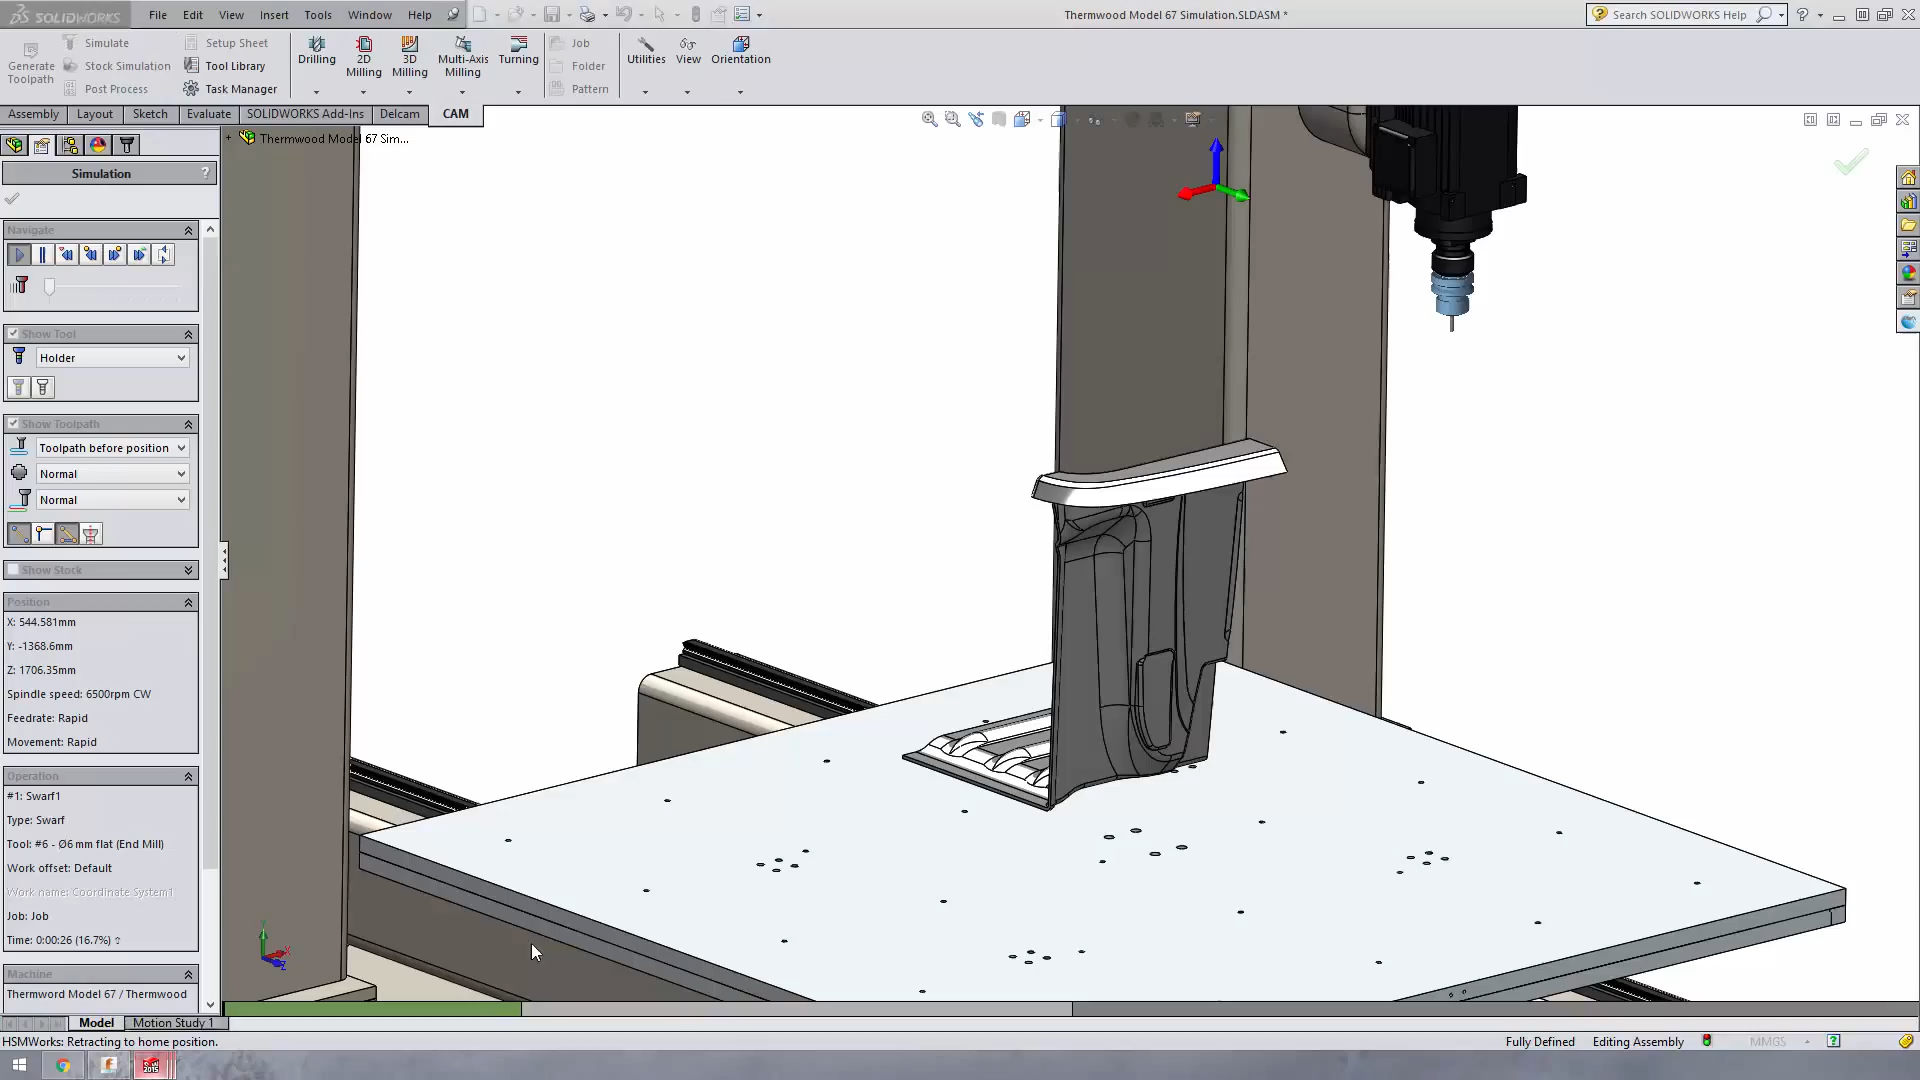 SOLIDWORKS
File Edit View Insert Tools Window Help
Thermwood Model 67 Simulation.SLDASM *
Search SOLIDWORKS Help
Generate Toolpath
Simulate
Stock Simulation
Post Process
Setup Sheet
Tool Library
Task Manager
Drilling
2D Milling
3D Milling
Multi-Axis Milling
Turning
Job
Folder
Pattern
Utilities
View
Orientation
Assembly Layout Sketch Evaluate SOLIDWORKS Add-Ins Delcam CAM
Thermwood Model 67 Sim...
Simulation
?
Navigate
Show Tool
Holder
Show Toolpath
Toolpath before position
Normal
Normal
Show Stock
Position
X: 544.581mm
Y: -1368.6mm
Z: 1706.35mm
Spindle speed: 6500rpm CW
Feedrate: Rapid
Movement: Rapid
Operation
#1: Swarf1
Type: Swarf
Tool: #6 - Ø6 mm flat (End Mill)
Work offset: Default
Work name: Coordinate System1
Job: Job
Time: 0:00:26 (16.7%)
Machine
Thermword Model 67 / Thermwood
Model Motion Study 1
HSMWorks: Retracting to home position.
Fully Defined Editing Assembly MMGS